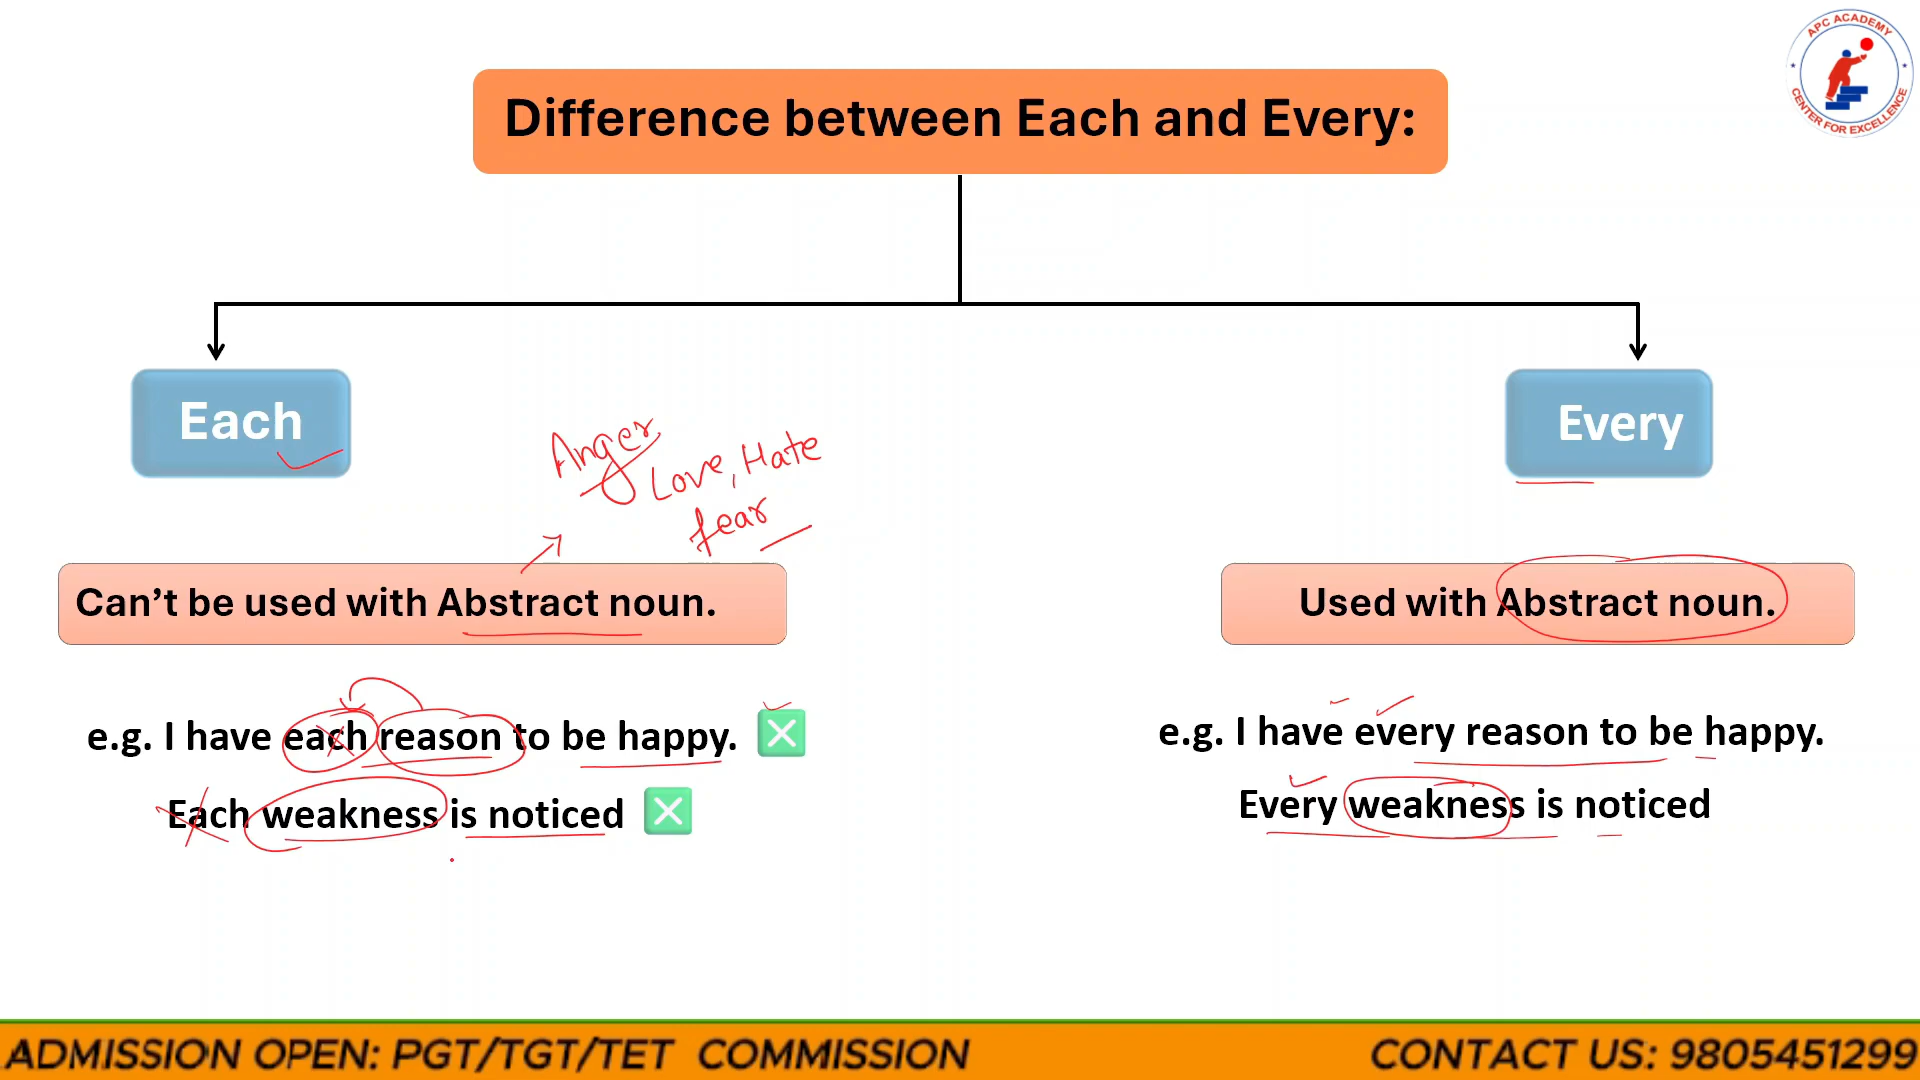 APC ACADEMY
CENTER FOR EXCELLENCE
Difference between Each and Every:
Each
Every
Anger
Love, Hate
fear
Can't be used with Abstract noun.
Used with Abstract noun.
e.g. I have each reason to be happy.
Each weakness is noticed
e.g. I have every reason to be happy.
Every weakness is noticed
ADMISSION OPEN: PGT/TGT/TET COMMISSION
CONTACT US: 9805451299